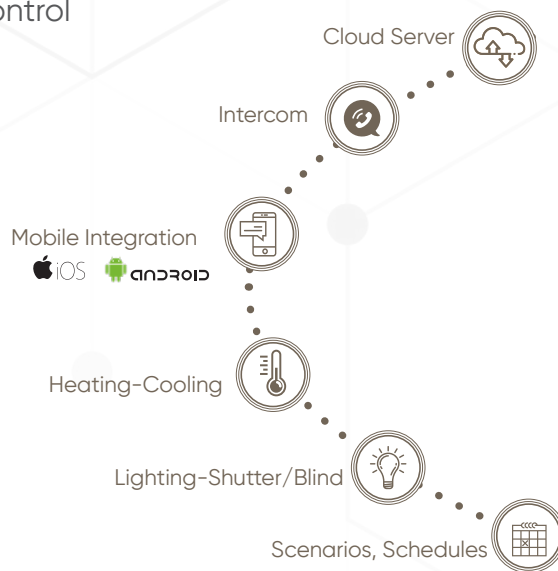 ontrol
Cloud Server
Intercom
Mobile Integration
iOS android
Heating-Cooling
Lighting-Shutter/Blind
Scenarios, Schedules